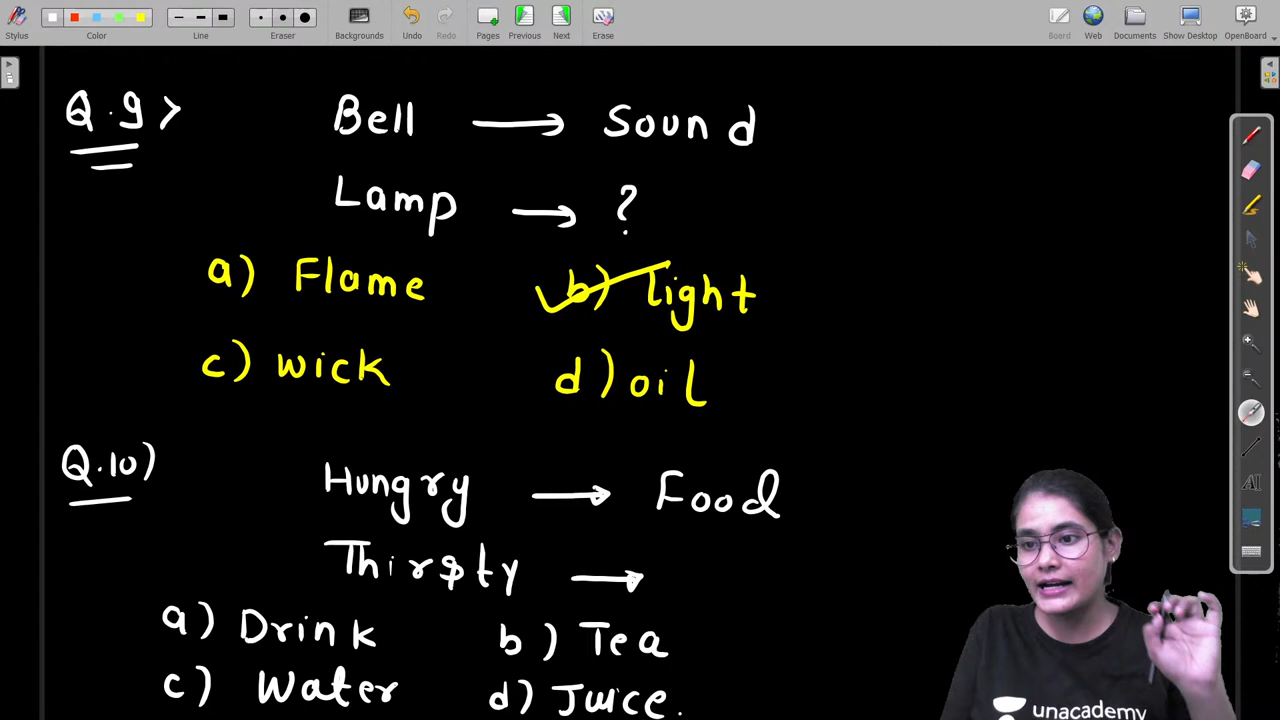 Stylus Color Line Eraser Backgrounds Undo Redo Pages Previous Next Erase Board Web Documents Show Desktop OpenBoard
Q.9> Bell → Sound
Lamp → ?
a) Flame b) light
c) wick d) oil
Q.10) Hungry → Food
Thirsty →
a) Drink b) Tea
c) Water d) Juice.
AI
unacademy